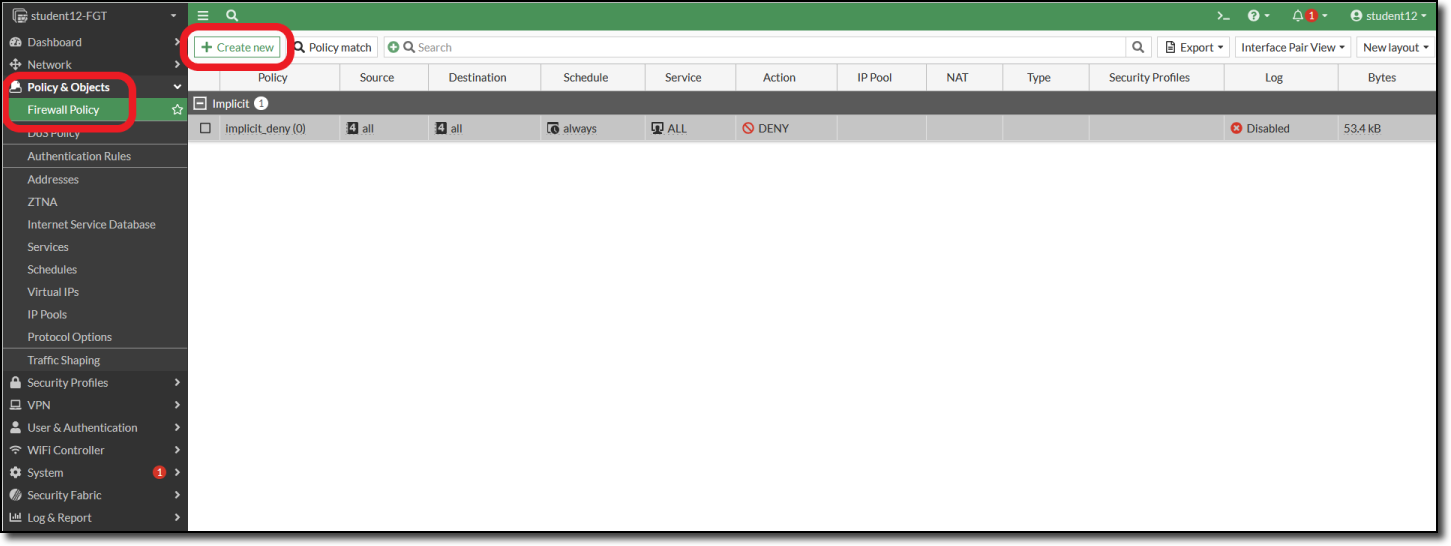 student12-FGT
student12
Dashboard
Create new
Policy match
Search
Export
Interface Pair View
New layout
Network
Policy & Objects
Policy
Source
Destination
Schedule
Service
Action
IP Pool
NAT
Type
Security Profiles
Log
Bytes
Firewall Policy
Implicit 1
DoS Policy
implicit_deny (0)
4 all
4 all
always
ALL
DENY
Disabled
53.4 kB
Authentication Rules
Addresses
ZTNA
Internet Service Database
Services
Schedules
Virtual IPs
IP Pools
Protocol Options
Traffic Shaping
Security Profiles
VPN
User & Authentication
WiFi Controller
System 1
Security Fabric
Log & Report
1